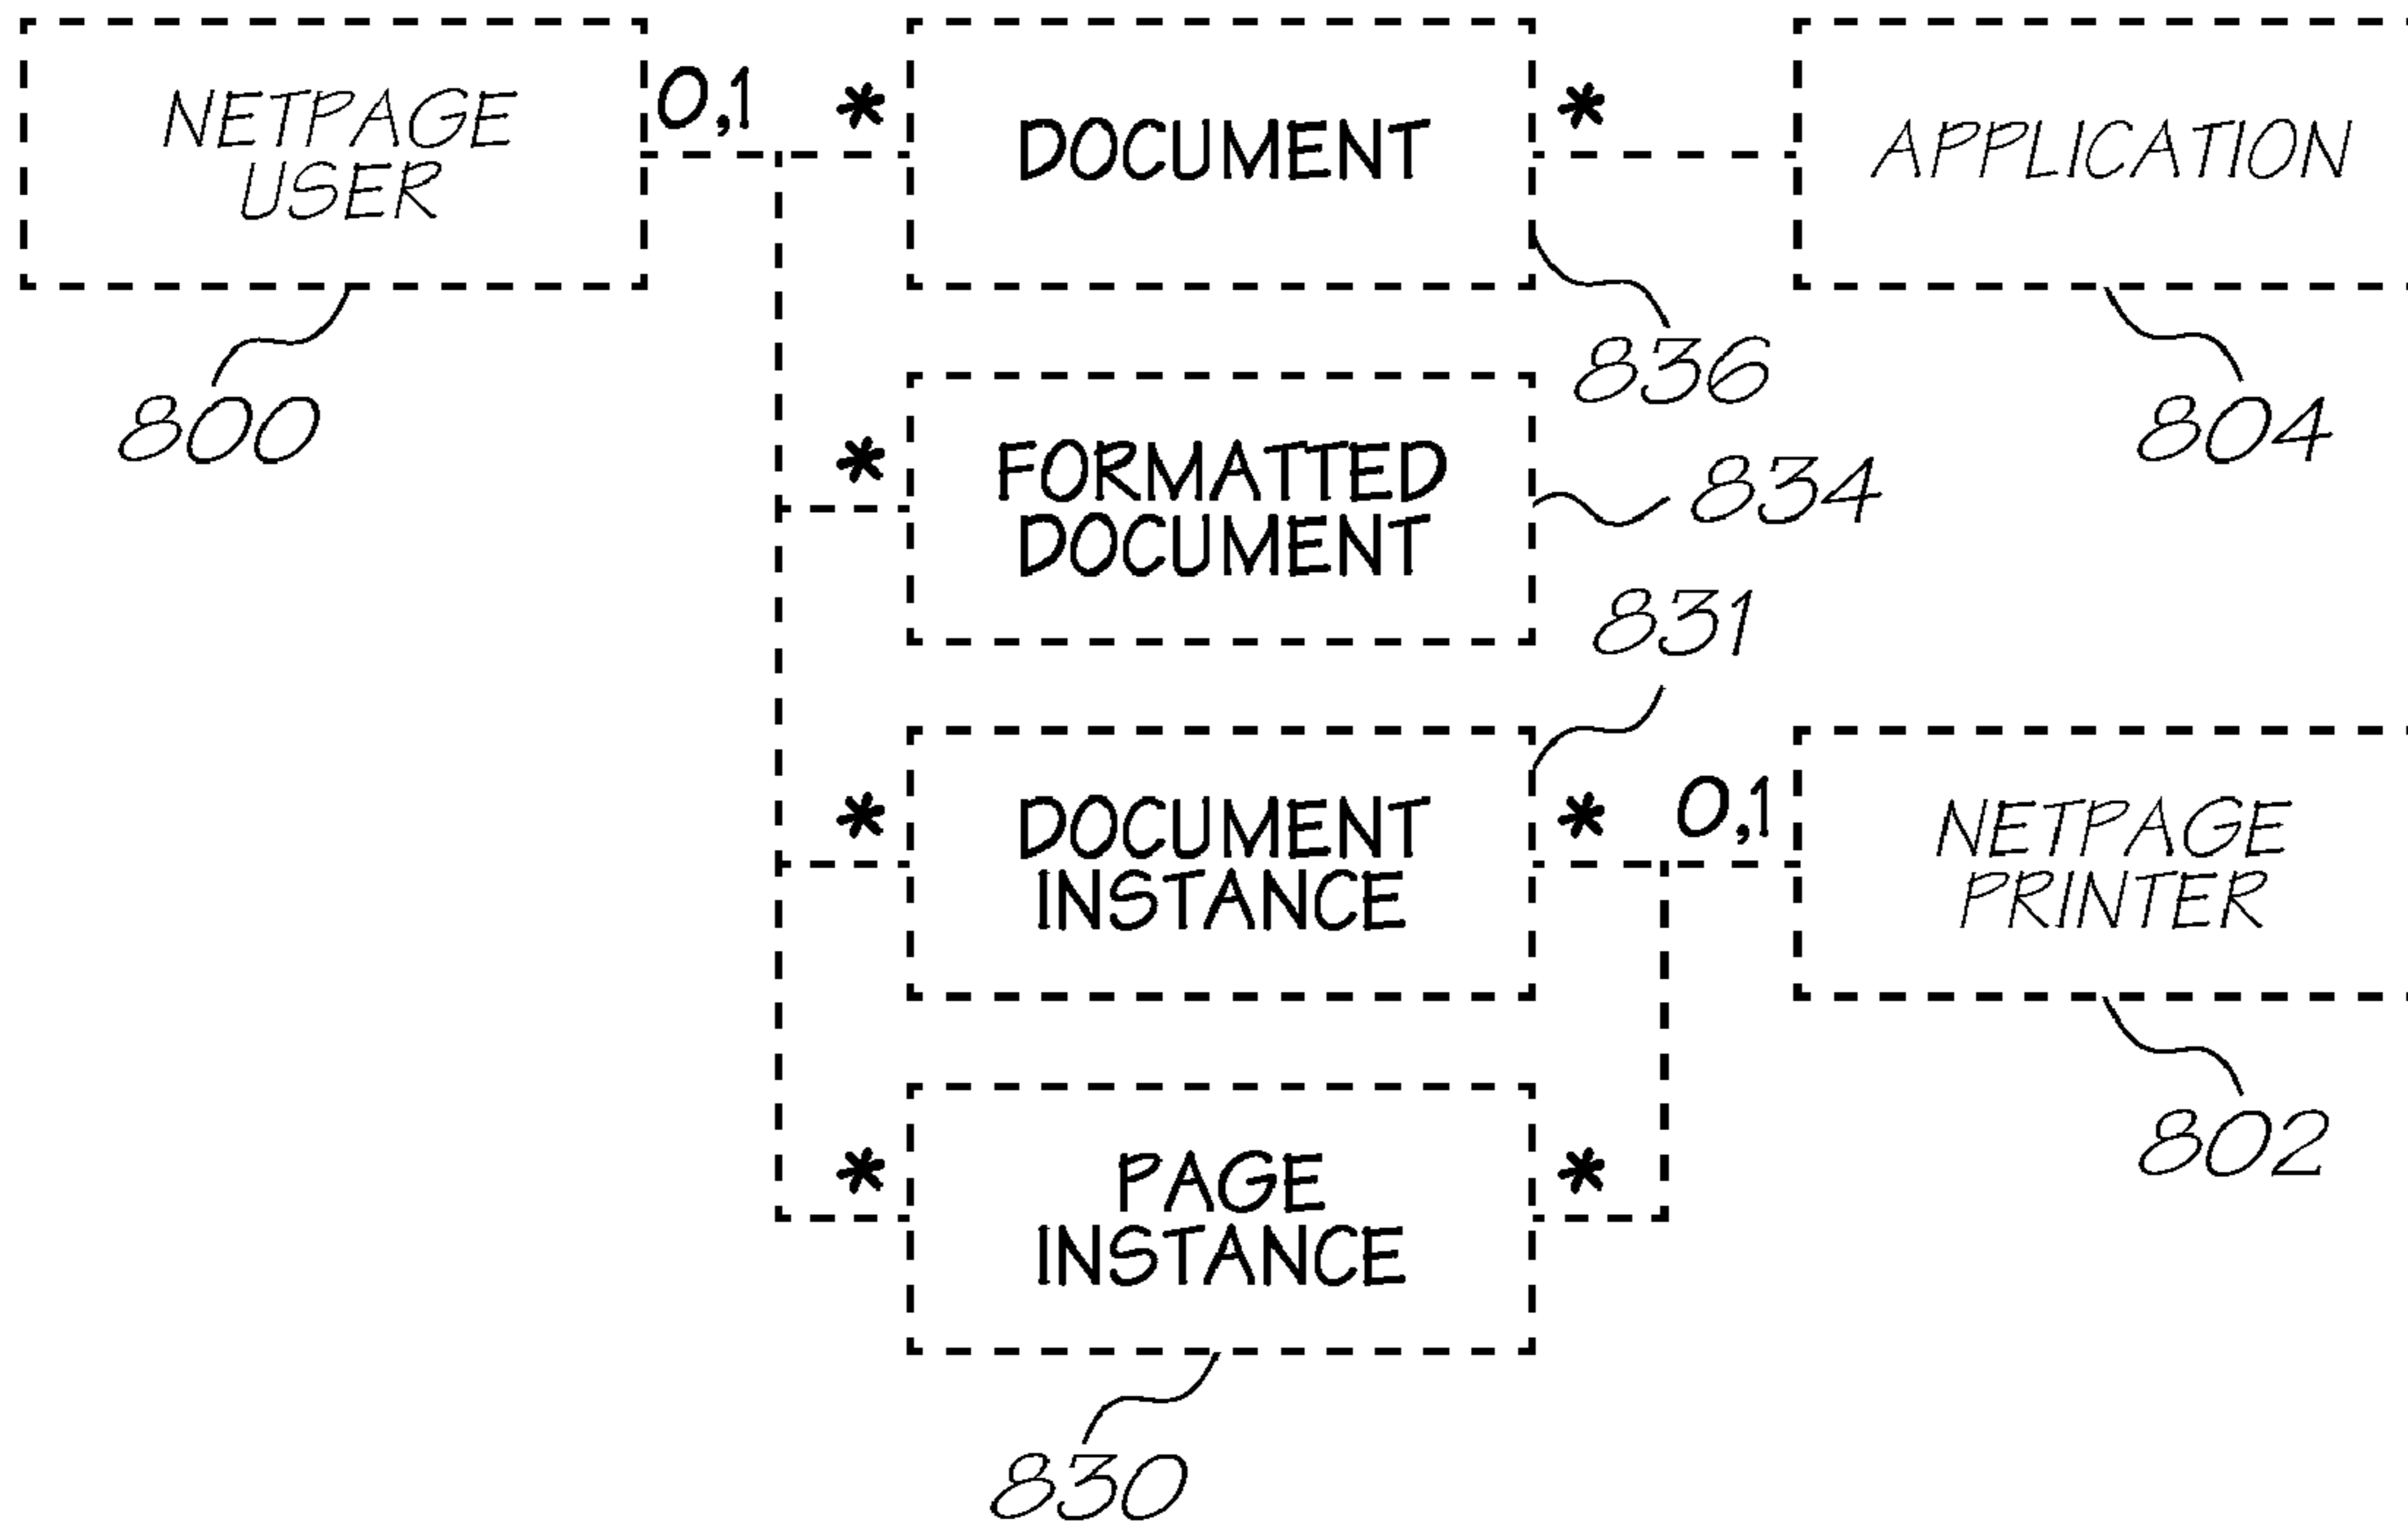 NETPAGE
USER
800
0,1
*
DOCUMENT
*
836
APPLICATION
804
*
FORMATTED
DOCUMENT
834
831
*
DOCUMENT
INSTANCE
*
0,1
NETPAGE
PRINTER
802
*
PAGE
INSTANCE
*
830